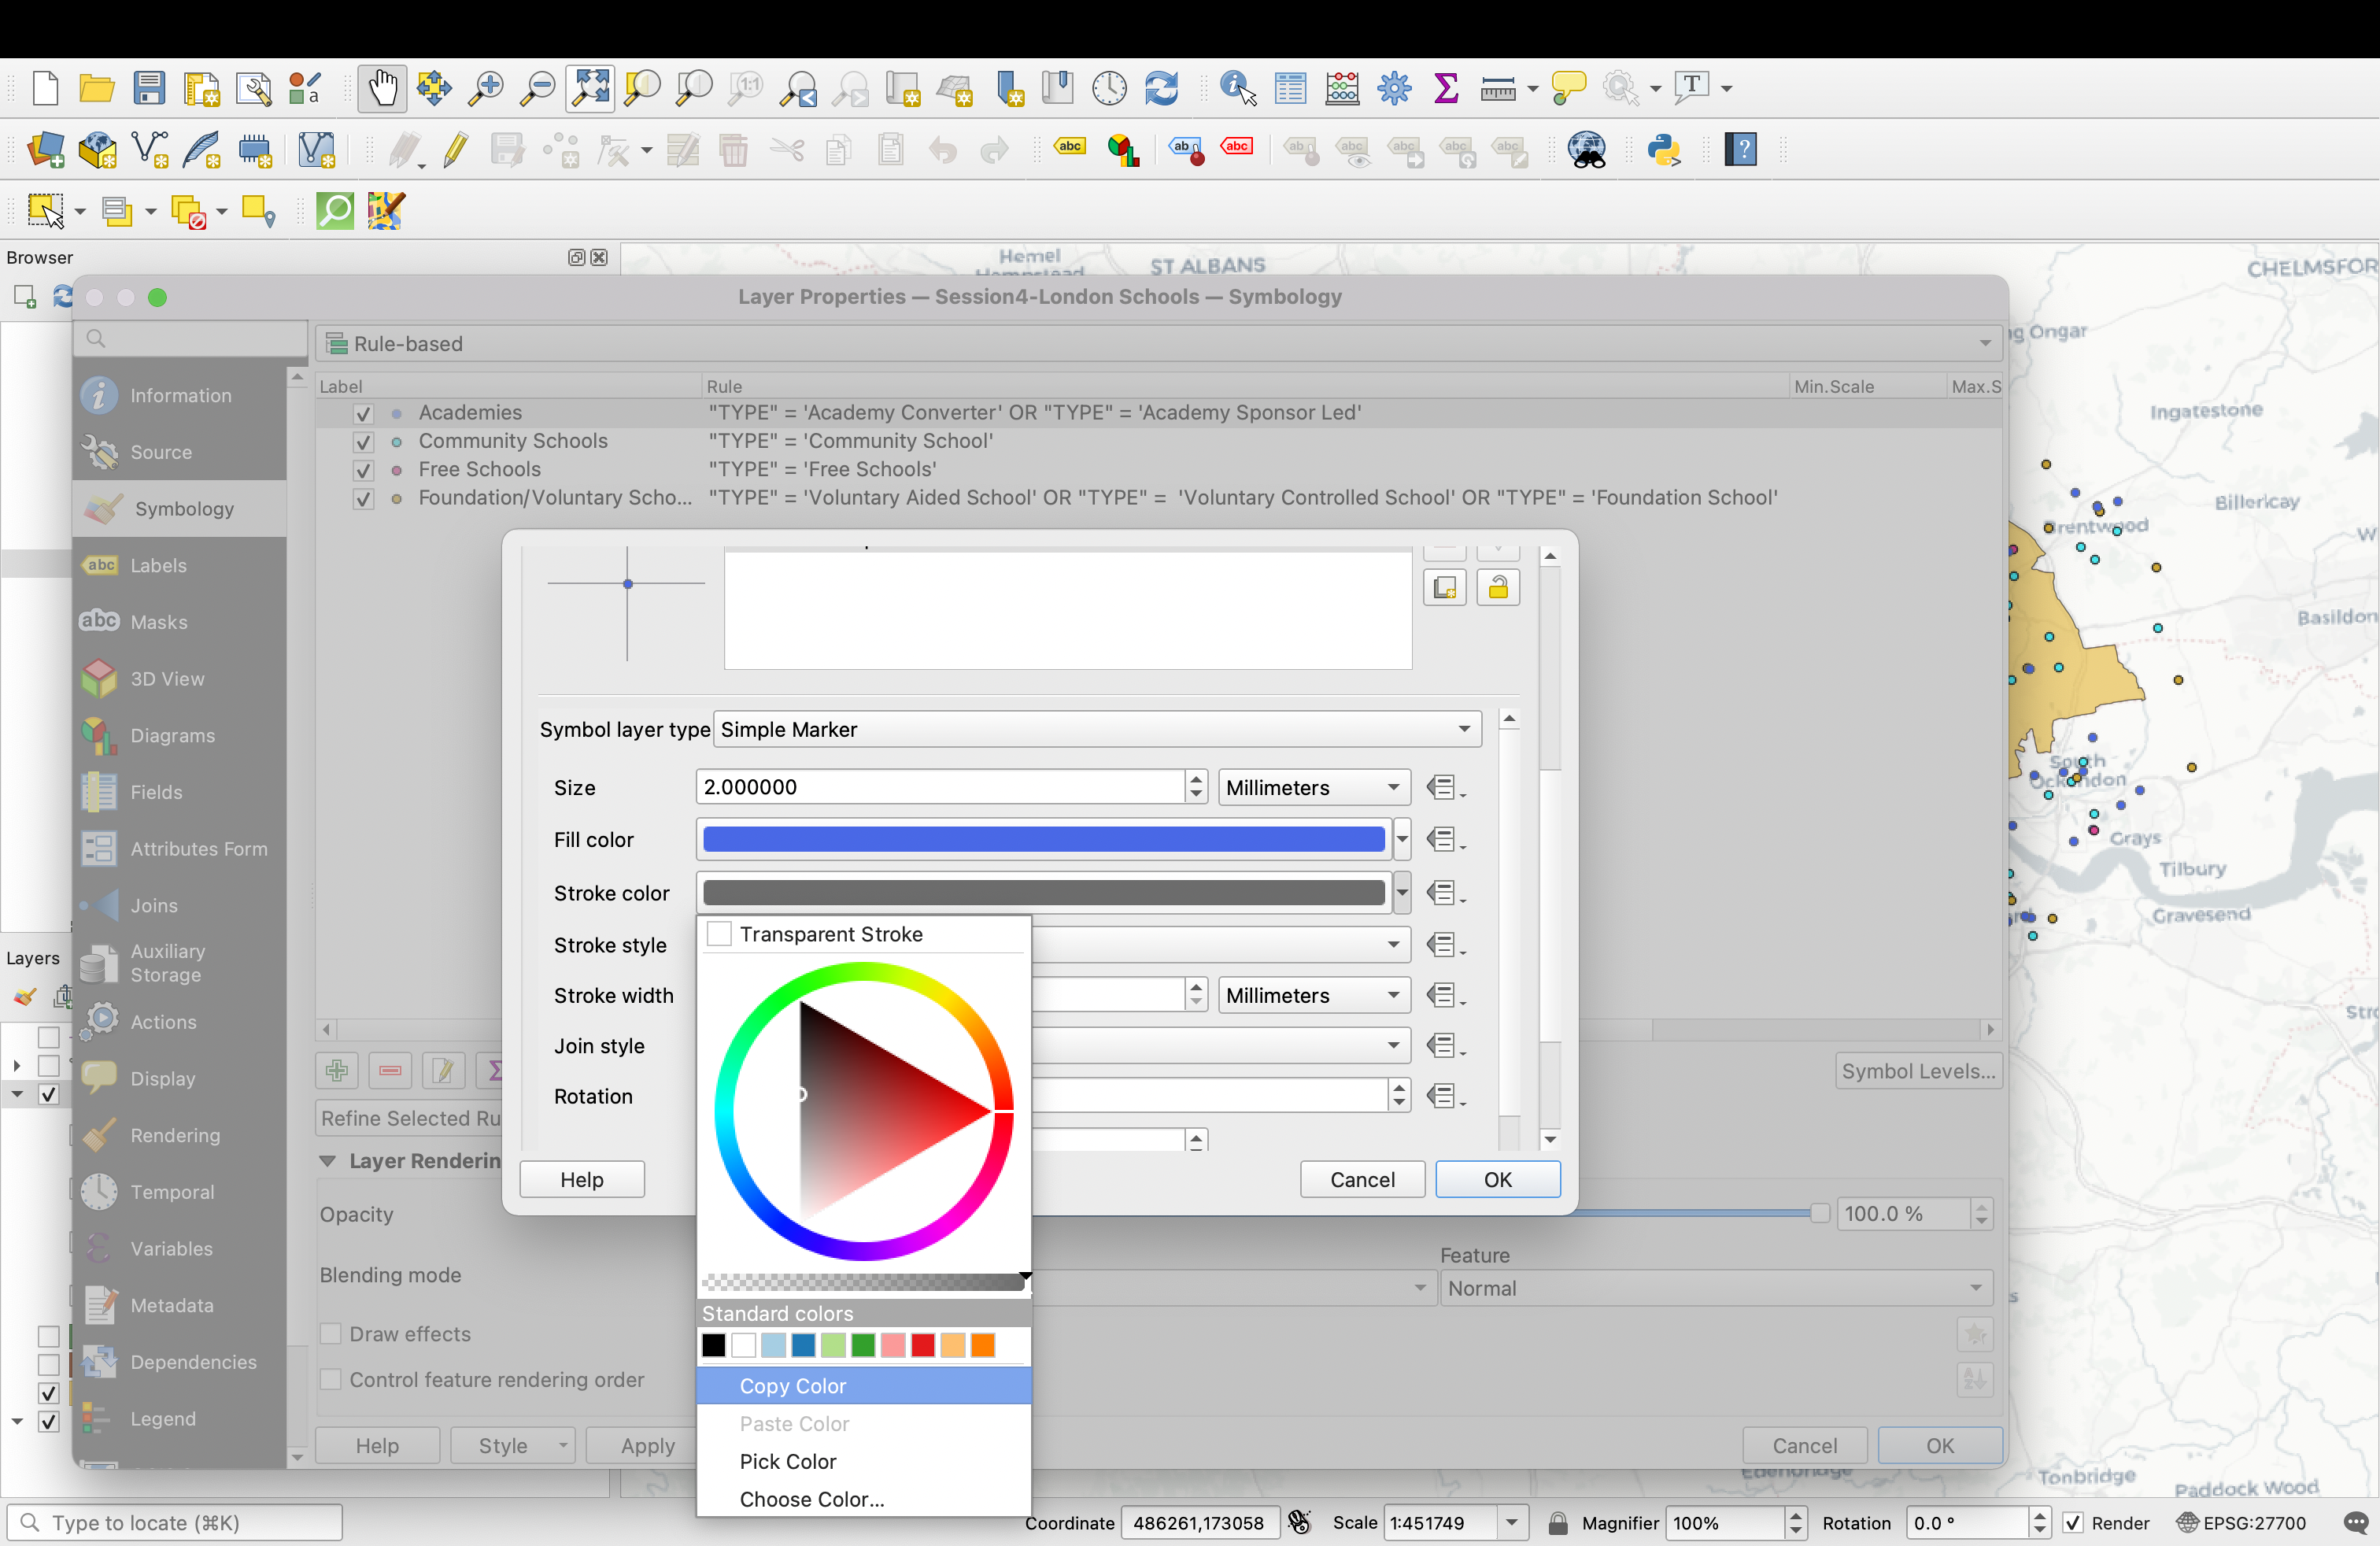 Browser
Hemel
Hempstead
ST ALBANS
CHELMSFOR
Layer Properties — Session4-London Schools — Symbology
Rule-based
Label Rule Min.Scale Max.S
Academies "TYPE" = 'Academy Converter' OR "TYPE" = 'Academy Sponsor Led'
Community Schools "TYPE" = 'Community School'
Free Schools "TYPE" = 'Free Schools'
Foundation/Voluntary Scho... "TYPE" = 'Voluntary Aided School' OR "TYPE" = 'Voluntary Controlled School' OR "TYPE" = 'Foundation School'
Information
Source
Symbology
abc Labels
abc Masks
3D View
Diagrams
Fields
Attributes Form
Joins
Auxiliary
Storage
Actions
Display
Rendering
Temporal
Variables
Metadata
Dependencies
Legend
Layers
Symbol layer type Simple Marker
Size 2.000000 Millimeters
Fill color
Stroke color
Stroke style
Stroke width Millimeters
Join style
Rotation
Help Cancel OK
Transparent Stroke
Standard colors
Copy Color
Paste Color
Pick Color
Choose Color...
Symbol Levels...
Refine Selected Ru
Layer Renderin
Opacity 100.0 %
Blending mode
Feature
Normal
Draw effects
Control feature rendering order
Help Style Apply Cancel OK
ng Ongar
Ingatestone
Billericay
Brentwood
W
Basildon
South
Ockendon
Grays
Tilbury
Gravesend
Stro
Edenbridge
Tonbridge
Paddock Wood
Type to locate (⌘K) Coordinate 486261,173058 Scale 1:451749 Magnifier 100% Rotation 0.0 ° Render EPSG:27700